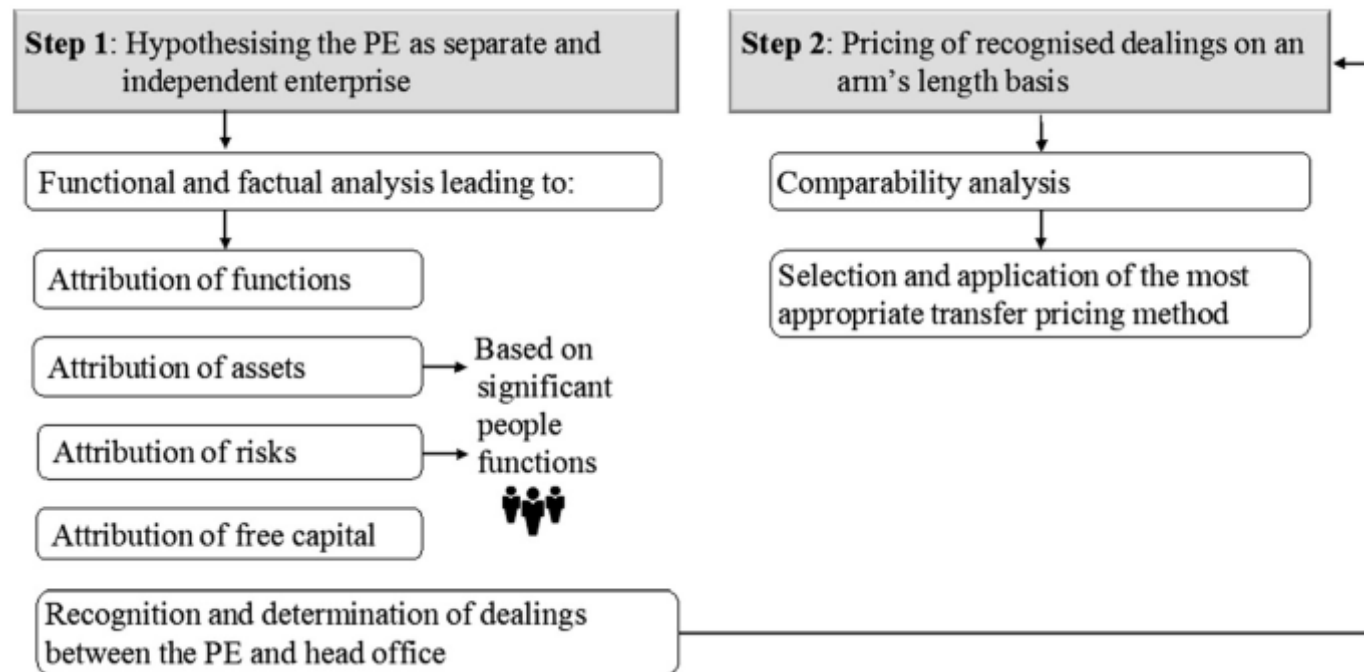 Step 1: Hypothesising the PE as separate and
independent enterprise
Functional and factual analysis leading to:
Attribution of functions
Attribution of assets
Attribution of risks
Based on
significant
people
functions
Attribution of free capital
Recognition and determination of dealings
between the PE and head office
Step 2: Pricing of recognised dealings on an
arm’s length basis
Comparability analysis
Selection and application of the most
appropriate transfer pricing method